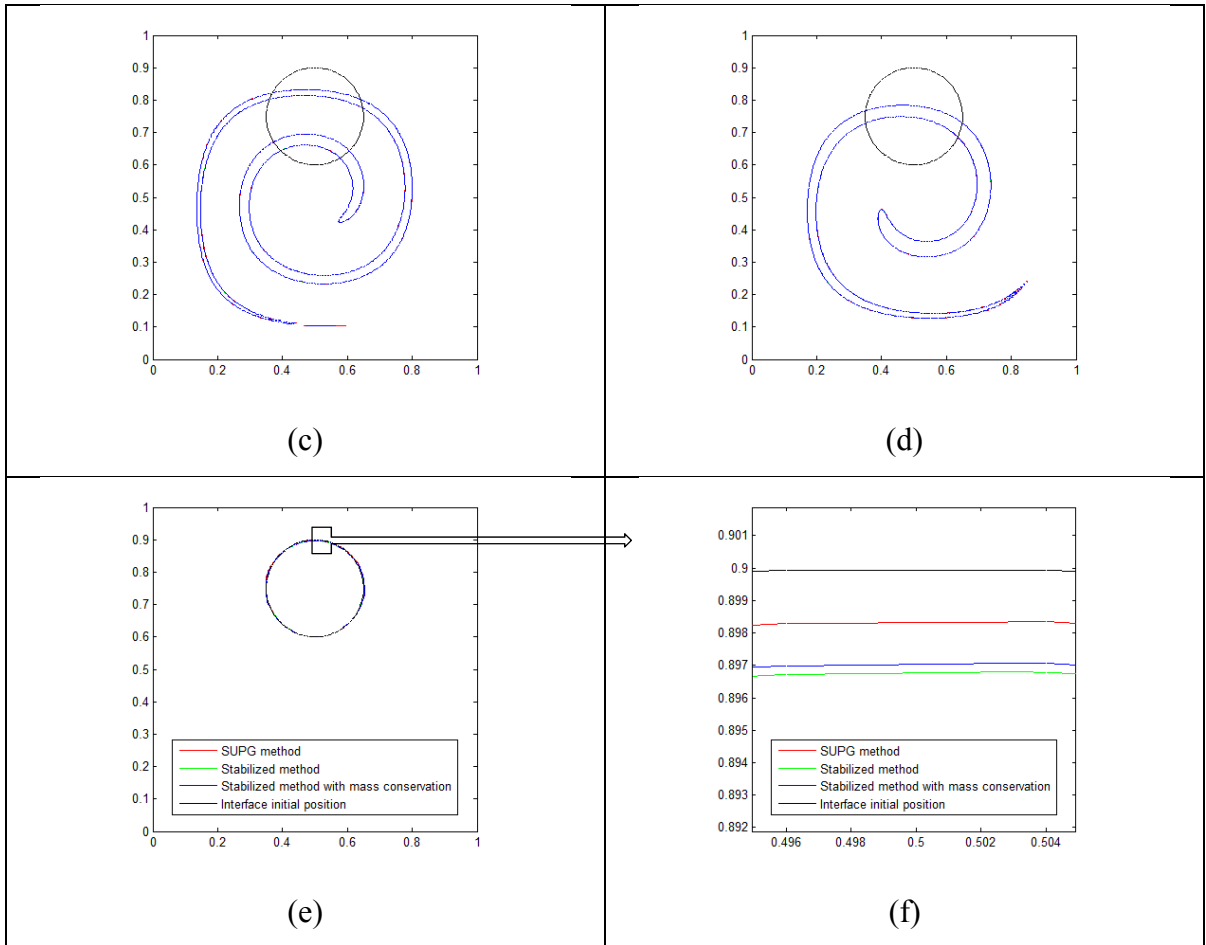 1
0.9
0.8
0.7
0.6
0.5
0.4
0.3
0.2
0.1
0
0 0.2 0.4 0.6 0.8 1
(c)
1
0.9
0.8
0.7
0.6
0.5
0.4
0.3
0.2
0.1
0
0 0.2 0.4 0.6 0.8 1
(d)
1
0.9
0.8
0.7
0.6
0.5
0.4
0.3
0.2
0.1
0
SUPG method
Stabilized method
Stabilized method with mass conservation
Interface initial position
0 0.2 0.4 0.6 0.8 1
(e)
0.901
0.9
0.899
0.898
0.897
0.896
0.895
0.894
0.893
0.892
SUPG method
Stabilized method
Stabilized method with mass conservation
Interface initial position
0.496 0.498 0.5 0.502 0.504
(f)